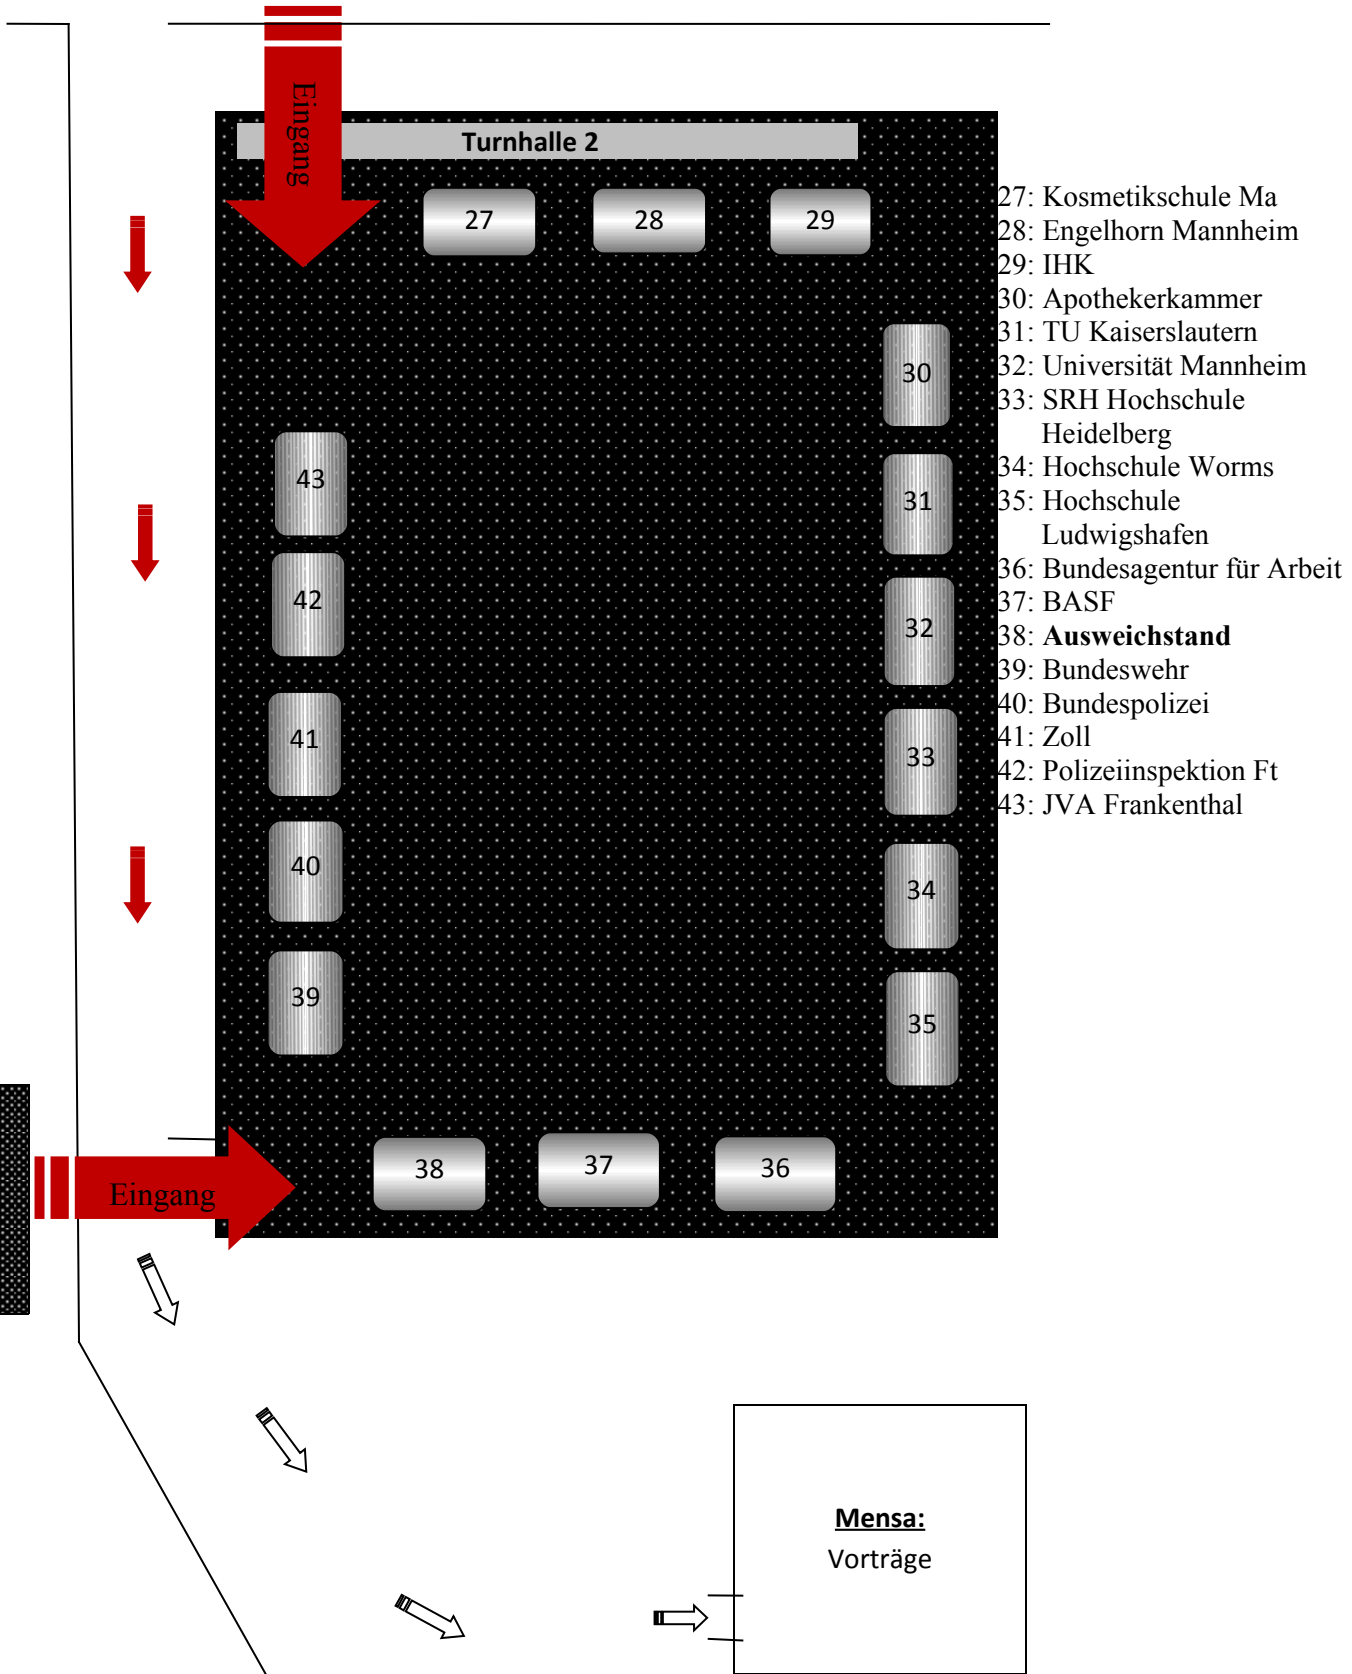 Eingang
Turnhalle 2
27
28
29
30
31
32
33
34
35
43
42
41
40
39
38
37
36
Eingang
27: Kosmetikschule Ma
28: Engelhorn Mannheim
29: IHK
30: Apothekerkammer
31: TU Kaiserslautern
32: Universität Mannheim
33: SRH Hochschule
Heidelberg
34: Hochschule Worms
35: Hochschule
Ludwigshafen
36: Bundesagentur für Arbeit
37: BASF
38: Ausweichstand
39: Bundeswehr
40: Bundespolizei
41: Zoll
42: Polizeiinspektion Ft
43: JVA Frankenthal
Mensa:
Vorträge